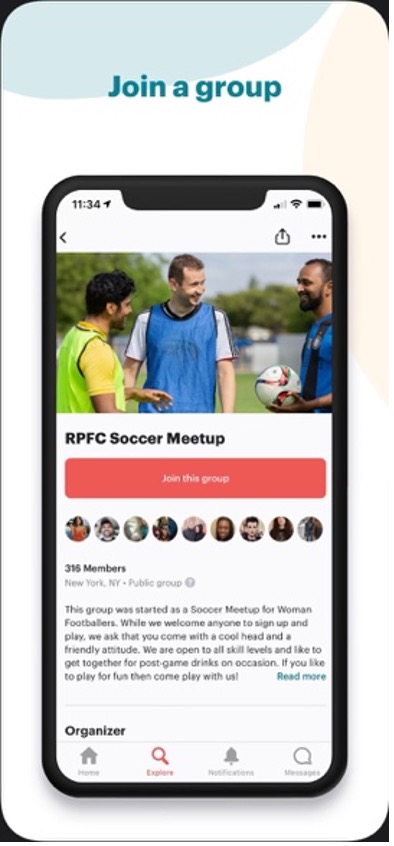 Join a group
11:34
RPFC Soccer Meetup
Join this group
316 Members
New York, NY • Public group ?
This group was started as a Soccer Meetup for Woman
Footballers. While we welcome anyone to sign up and
play, we ask that you come with a cool head and a
friendly attitude. We are open to all skill levels and like to
get together for post-game drinks on occasion. If you like
to play for fun then come play with us! Read more
Organizer
Home Explore Notifications Messages